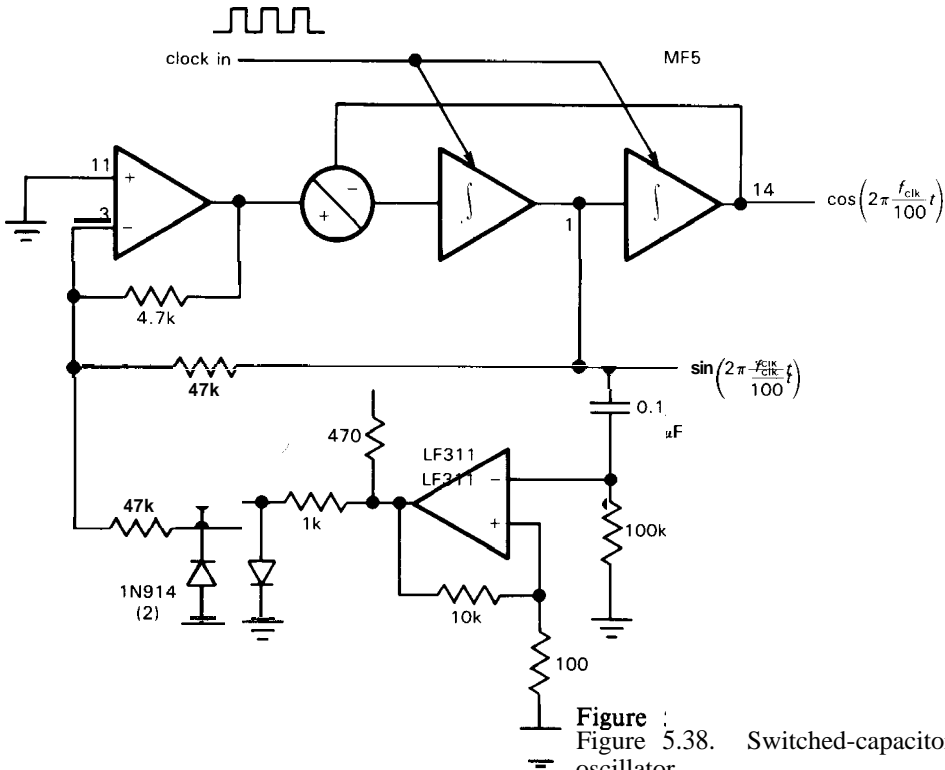 clock in
MF5
11
+
3
−
−
+
∫
1
∫
14
cos(2π f_clk/100 t)
4.7k
47k
sin(2π f_clk/100 t)
0.1
μF
470
LF311
LF311
−
+
100k
47k
1k
1N914
(2)
10k
100
Figure
Figure 5.38. Switched-capacito
oscillator